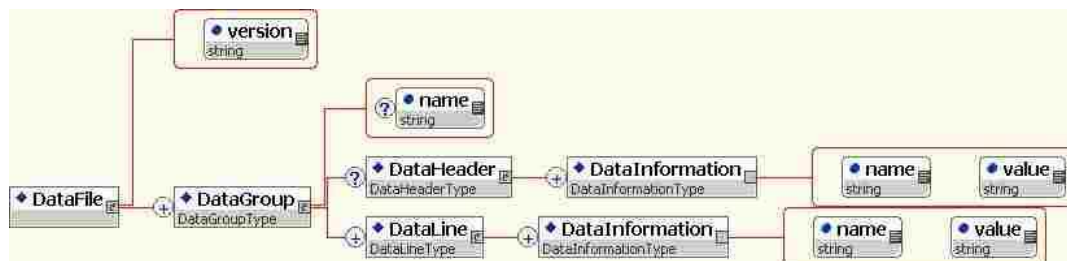 version
string
name
string
DataHeader
DataHeaderType
DataInformation
DataInformationType
name
string
value
string
DataFile
DataGroup
DataGroupType
DataLine
DataLineType
DataInformation
DataInformationType
name
string
value
string